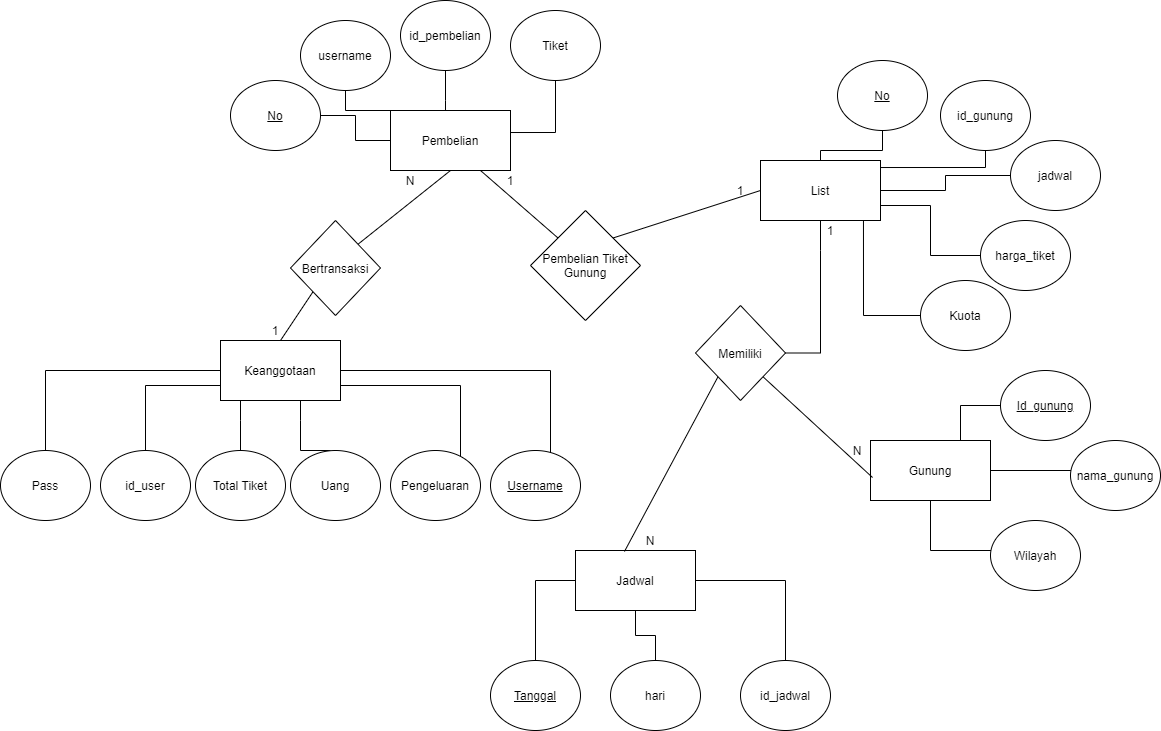 id_pembelian
Tiket
username
No
Pembelian
N
1
No
id_gunung
jadwal
List
1
1
harga_tiket
Kuota
Bertransaksi
Pembelian Tiket
Gunung
1
Keanggotaan
Memiliki
Pass
id_user
Total Tiket
Uang
Pengeluaran
Username
Id_gunung
N
Gunung
nama_gunung
Wilayah
N
Jadwal
Tanggal
hari
id_jadwal